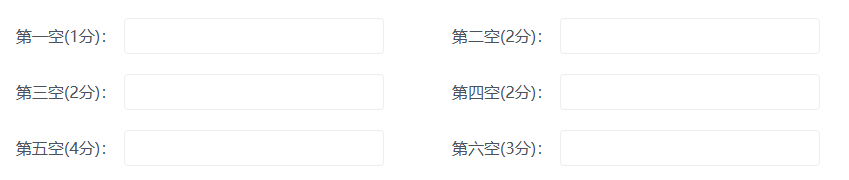 第一空(1分)： 第二空(2分)：
第三空(2分)： 第四空(2分)：
第五空(4分)： 第六空(3分)：